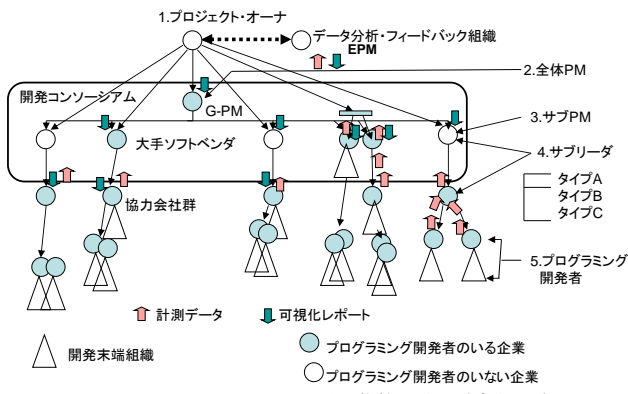 1.プロジェクト・オーナ
データ分析・フィードバック組織
EPM
2.全体PM
開発コンソーシアム
G-PM
3.サブPM
大手ソフトベンダ
4.サブリーダ
タイプA
タイプB
タイプC
協力会社群
5.プログラミング
開発者
計測データ
可視化レポート
開発末端組織
プログラミング開発者のいる企業
プログラミング開発者のいない企業